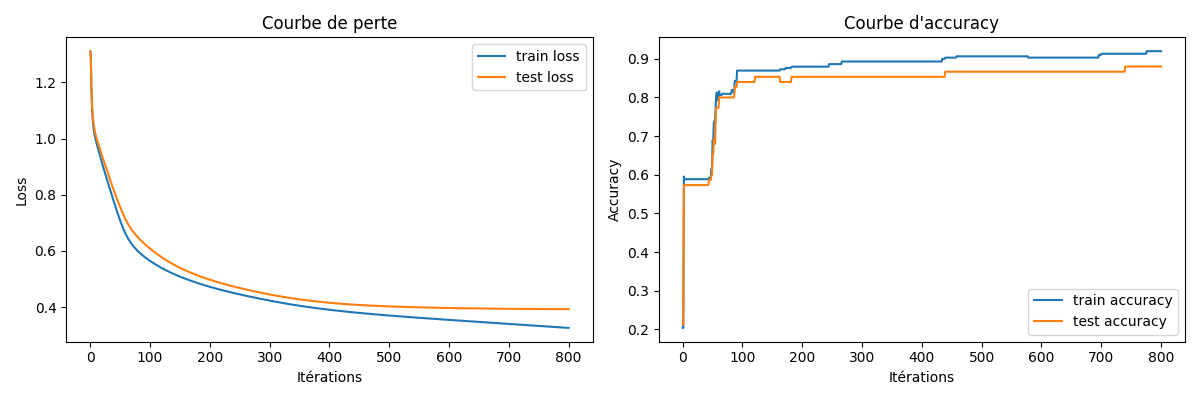 Courbe de perte
Loss
1.2
1.0
0.8
0.6
0.4
0 100 200 300 400 500 600 700 800
Itérations
train loss
test loss
Courbe d'accuracy
Accuracy
0.9
0.8
0.7
0.6
0.5
0.4
0.3
0.2
0 100 200 300 400 500 600 700 800
Itérations
train accuracy
test accuracy